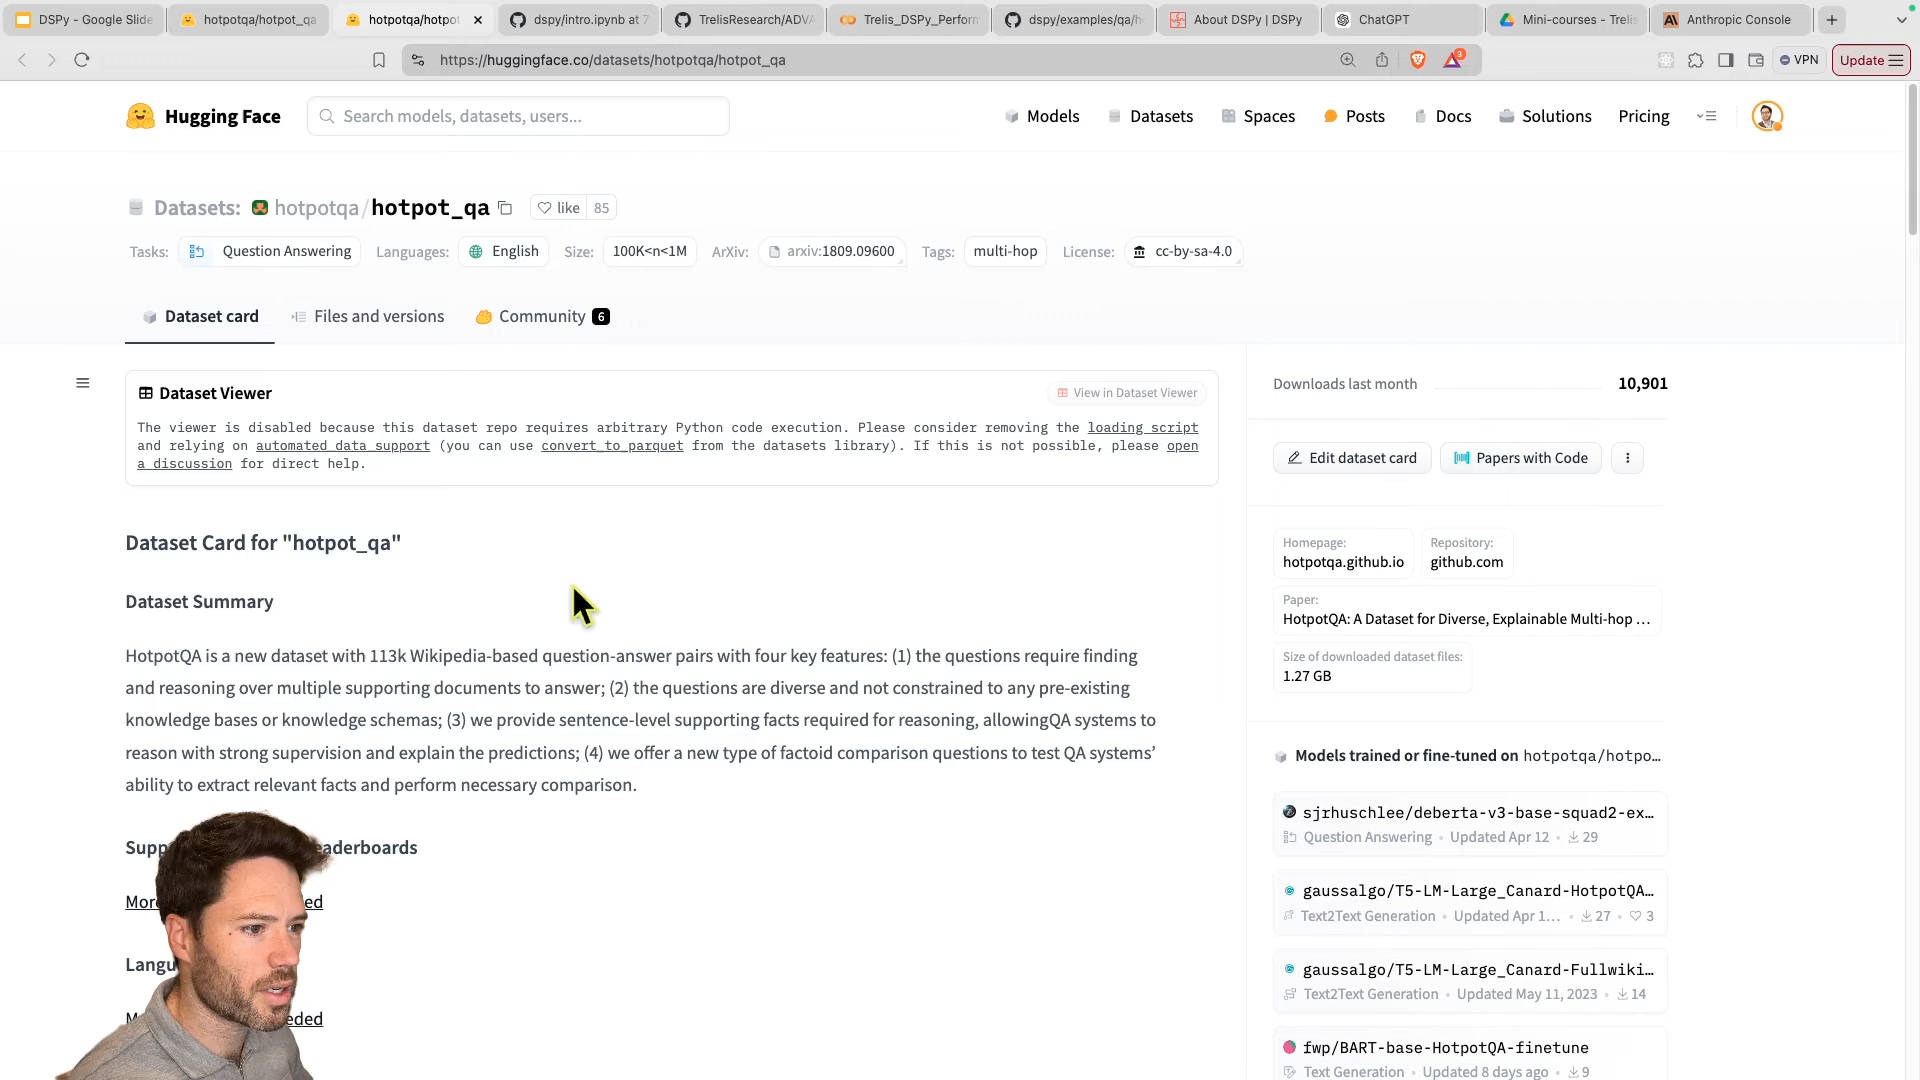 DSPy - Google Slide
hotpotqa/hotpot_qa
hotpotqa/hotpot
dspy/intro.ipynb at 7
TrelisResearch/ADVA
Trelis_DSPy_Perform
dspy/examples/qa/ho
About DSPy | DSPy
ChatGPT
Mini-courses - Trelis
Anthropic Console
https://huggingface.co/datasets/hotpotqa/hotpot_qa
3
VPN
Update
Hugging Face
Search models, datasets, users...
Models
Datasets
Spaces
Posts
Docs
Solutions
Pricing
Datasets: hotpotqa/hotpot_qa
like 85
Tasks: Question Answering Languages: English Size: 100K<n<1M ArXiv: arxiv:1809.09600 Tags: multi-hop License: cc-by-sa-4.0
Dataset card
Files and versions
Community 6
Dataset Viewer
View in Dataset Viewer
The viewer is disabled because this dataset repo requires arbitrary Python code execution. Please consider removing the loading script
and relying on automated data support (you can use convert_to_parquet from the datasets library). If this is not possible, please open
a discussion for direct help.
Dataset Card for "hotpot_qa"
Dataset Summary
HotpotQA is a new dataset with 113k Wikipedia-based question-answer pairs with four key features: (1) the questions require finding
and reasoning over multiple supporting documents to answer; (2) the questions are diverse and not constrained to any pre-existing
knowledge bases or knowledge schemas; (3) we provide sentence-level supporting facts required for reasoning, allowingQA systems to
reason with strong supervision and explain the predictions; (4) we offer a new type of factoid comparison questions to test QA systems’
ability to extract relevant facts and perform necessary comparison.
Supp eaderboards
More ed
Langu
M eded
Downloads last month 10,901
Edit dataset card
Papers with Code
Homepage:
hotpotqa.github.io
Repository:
github.com
Paper:
HotpotQA: A Dataset for Diverse, Explainable Multi-hop ...
Size of downloaded dataset files:
1.27 GB
Models trained or fine-tuned on hotpotqa/hotpo…
sjrhuschlee/deberta-v3-base-squad2-ex…
Question Answering • Updated Apr 12 • 29
gaussalgo/T5-LM-Large_Canard-HotpotQA…
Text2Text Generation • Updated Apr 1… • 27 • 3
gaussalgo/T5-LM-Large_Canard-Fullwiki…
Text2Text Generation • Updated May 11, 2023 • 14
fwp/BART-base-HotpotQA-finetune
Text Generation • Updated 8 days ago • 9